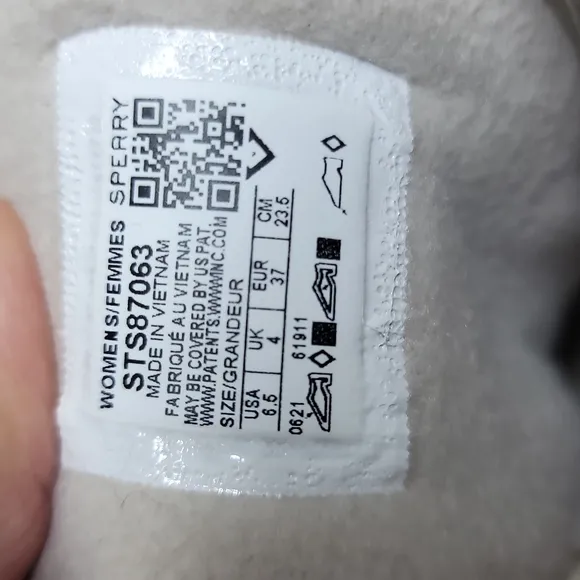 SPERRY
WOMENS/FEMMES
STS87063
MADE IN VIETNAM
FABRIQUÉ AU VIETNAM
MAY BE COVERED BY US PAT.
WWW.PATENTS.WWWINC.COM
SIZE/GRANDEUR
USA UK EUR CM
6.5 4 37 23.5
0621 61911